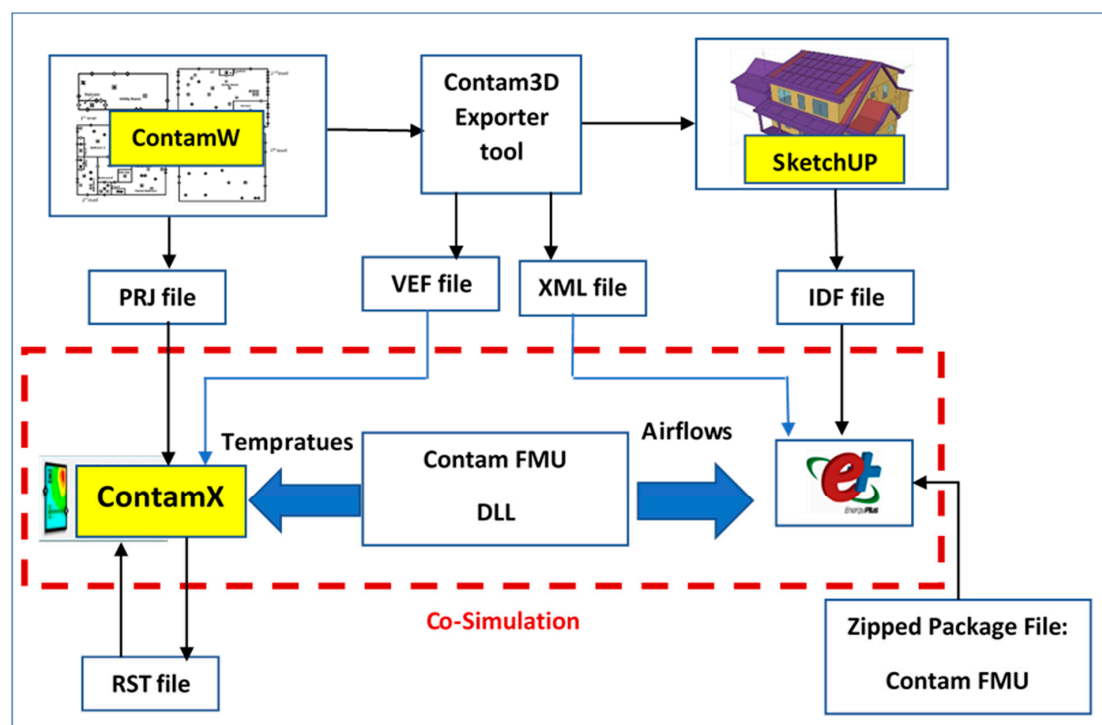 ContamW
Contam3D
Exporter
tool
SketchUP
PRJ file
VEF file
XML file
IDF file
Tempratues
Airflows
Contam FMU
DLL
ContamX
e+
EnergyPlus
Co-Simulation
Zipped Package File:
Contam FMU
RST file